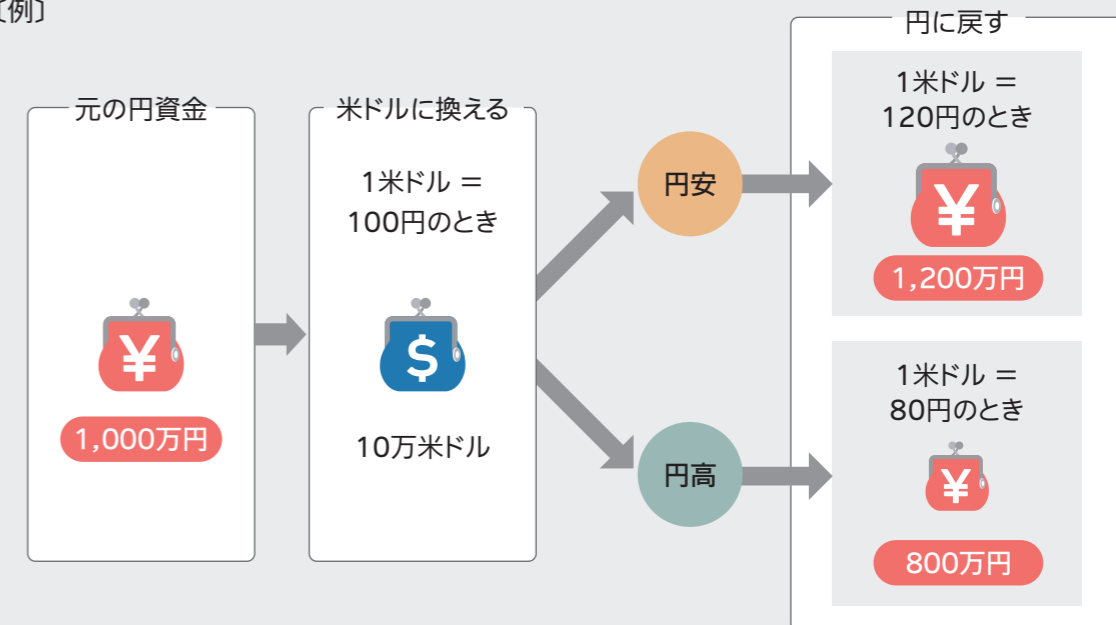 〔例〕
元の円資金
¥
1,000万円
米ドルに換える
1米ドル ＝
100円のとき
$
10万米ドル
円安
円高
円に戻す
1米ドル ＝
120円のとき
¥
1,200万円
1米ドル ＝
80円のとき
¥
800万円